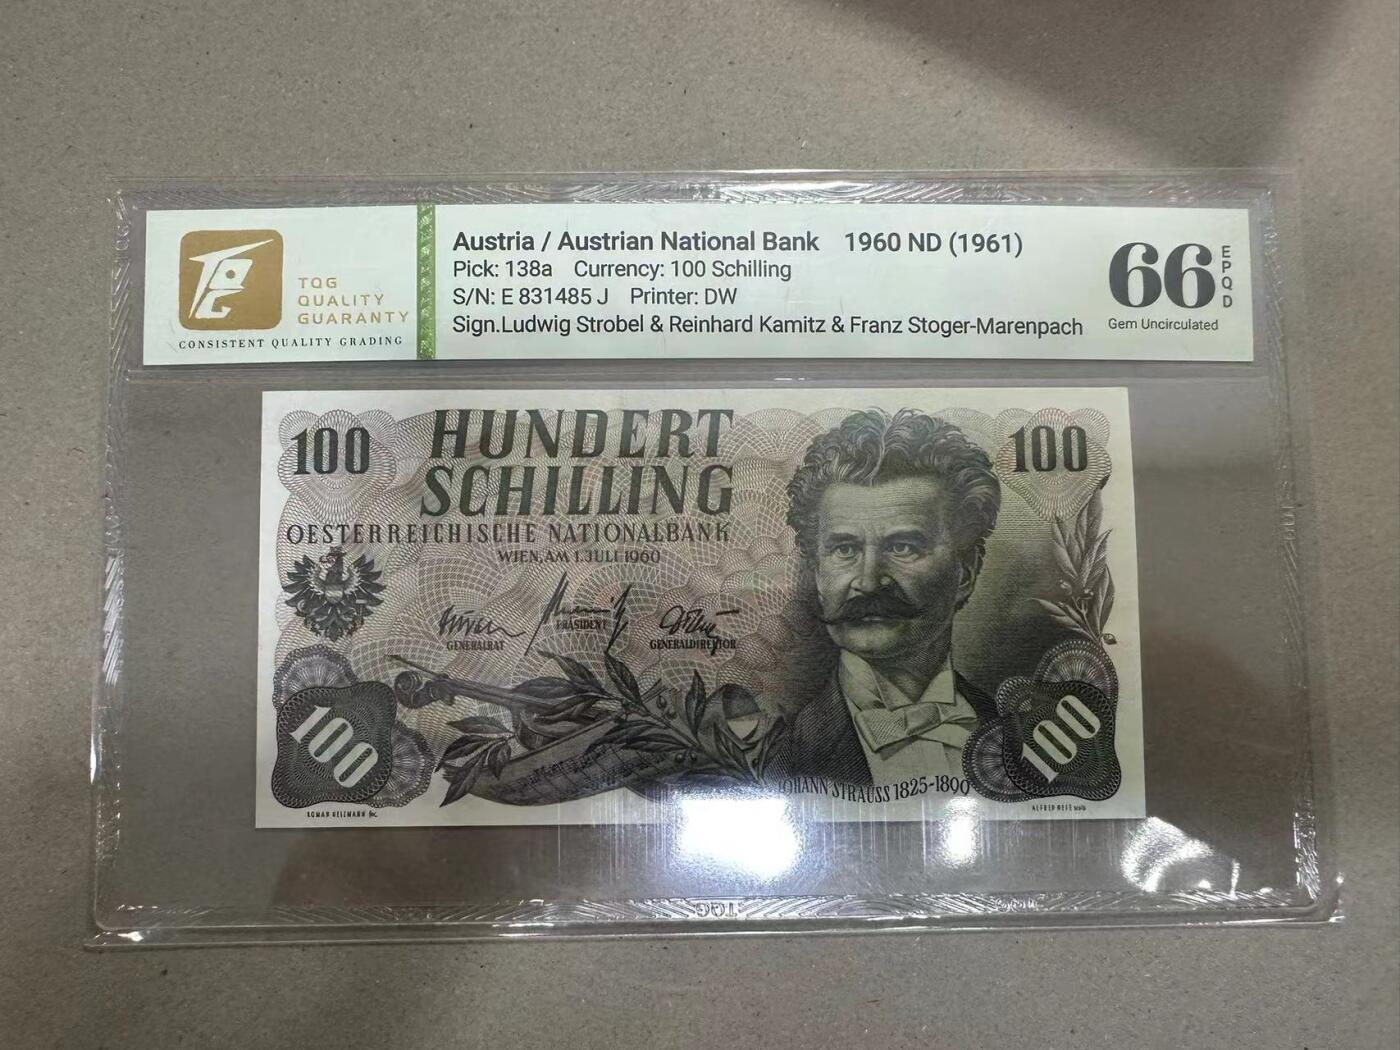 TQG
QUALITY
GUARANTY
CONSISTENT QUALITY GRADING
Austria / Austrian National Bank 1960 ND (1961)
Pick: 138a Currency: 100 Schilling
S/N: E 831485 J Printer: DW
Sign.Ludwig Strobel & Reinhard Kamitz & Franz Stoger-Marenpach
66
EPQD
Gem Uncirculated
100
HUNDERT
SCHILLING
100
OESTERREICHISCHE NATIONALBANK
WIEN, AM 1. JULI 1960
GENERALRAT
PRÄSIDENT
GENERALDIREKTOR
100
100
JOHANN STRAUSS 1825-1899